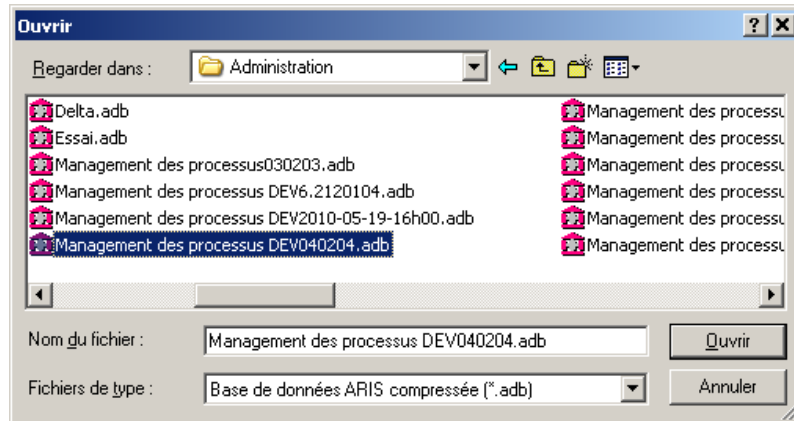 Ouvrir
Regarder dans :
Administration
Delta.adb
Essai.adb
Management des processus030203.adb
Management des processus DEV6.2120104.adb
Management des processus DEV2010-05-19-16h00.adb
Management des processus DEV040204.adb
Management des processu
Management des processu
Management des processu
Management des processu
Management des processu
Management des processu
Nom du fichier :
Management des processus DEV040204.adb
Ouvrir
Fichiers de type :
Base de données ARIS compressée (*.adb)
Annuler